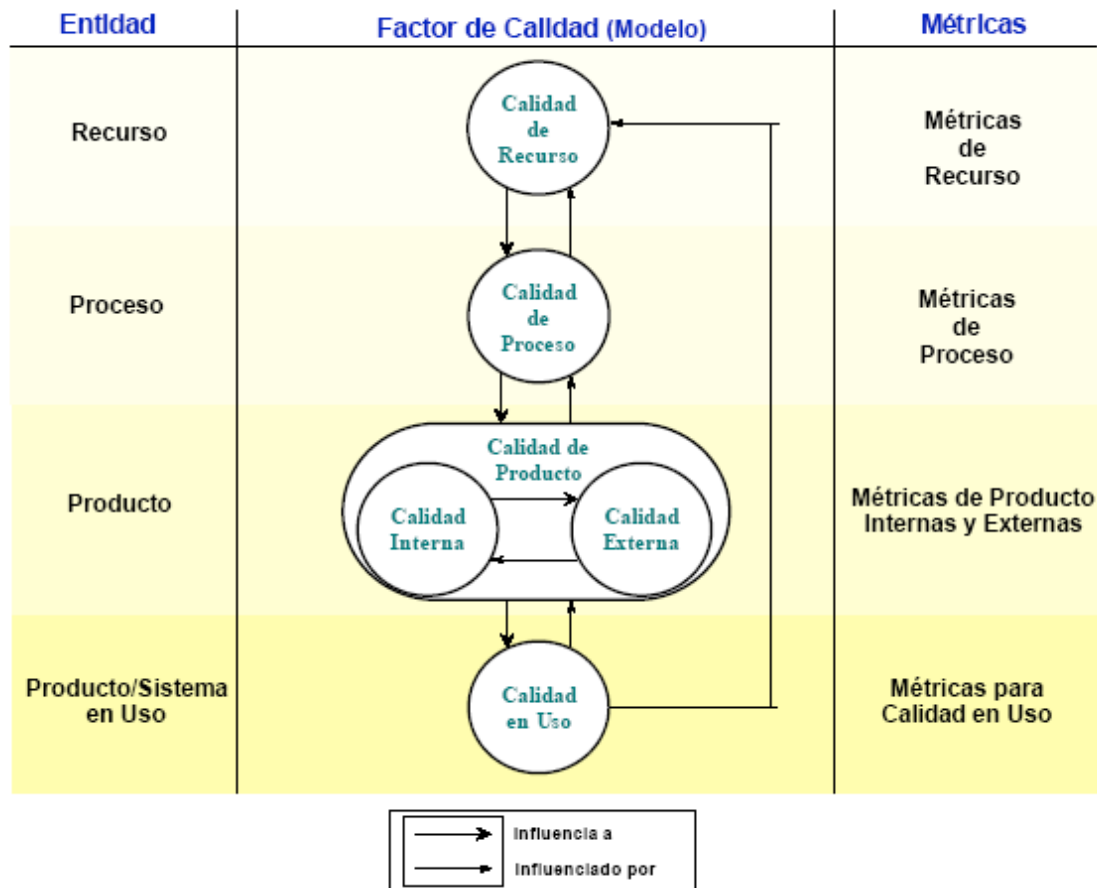 Entidad
Factor de Calidad (Modelo)
Métricas
Recurso
Calidad
de
Recurso
Métricas
de
Recurso
Proceso
Calidad
de
Proceso
Métricas
de
Proceso
Producto
Calidad de
Producto
Calidad
Interna
Calidad
Externa
Métricas de Producto
Internas y Externas
Producto/Sistema
en Uso
Calidad
en Uso
Métricas para
Calidad en Uso
Influencia a
Influenciado por